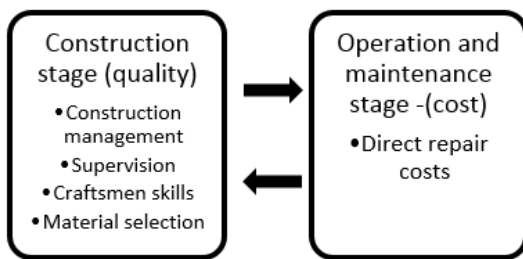 Construction
stage (quality)
•Construction
management
•Supervision
•Craftsmen skills
•Material selection
Operation and
maintenance
stage -(cost)
•Direct repair
costs